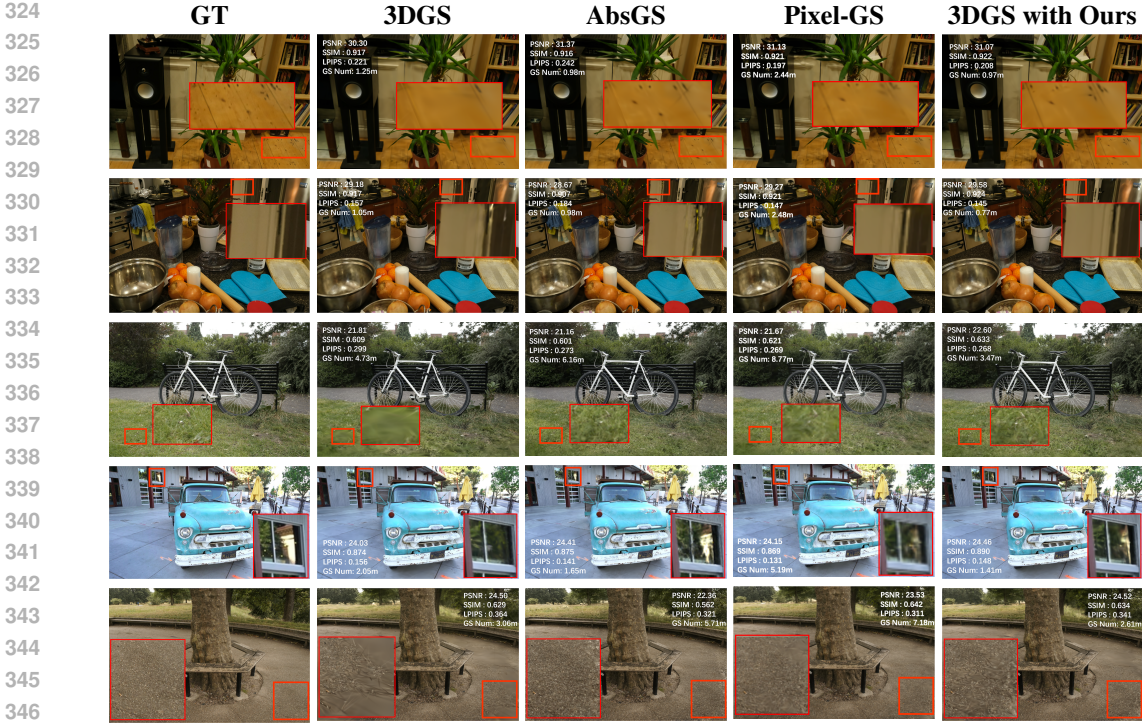 324
GT 3DGS AbsGS Pixel-GS 3DGS with Ours
325
326
327
328
329
PSNR : 30.30
SSIM : 0.917
LPIPS : 0.221
GS Num: 1.25m
PSNR : 31.37
SSIM : 0.916
LPIPS : 0.242
GS Num: 0.98m
PSNR : 31.13
SSIM : 0.921
LPIPS : 0.197
GS Num: 2.44m
PSNR : 31.07
SSIM : 0.922
LPIPS : 0.208
GS Num: 0.97m
330
331
332
333
PSNR : 29.18
SSIM : 0.917
LPIPS : 0.157
GS Num: 1.05m
PSNR : 28.67
SSIM : 0.907
LPIPS : 0.184
GS Num: 0.98m
PSNR : 29.27
SSIM : 0.921
LPIPS : 0.147
GS Num: 2.48m
PSNR : 29.58
SSIM : 0.924
LPIPS : 0.145
GS Num: 0.77m
334
335
336
337
338
PSNR : 21.81
SSIM : 0.609
LPIPS : 0.299
GS Num: 4.73m
PSNR : 21.16
SSIM : 0.601
LPIPS : 0.273
GS Num: 6.16m
PSNR : 21.67
SSIM : 0.621
LPIPS : 0.269
GS Num: 8.77m
PSNR : 22.60
SSIM : 0.633
LPIPS : 0.268
GS Num: 3.47m
339
340
341
342
PSNR : 24.03
SSIM : 0.874
LPIPS : 0.156
GS Num: 2.05m
PSNR : 24.41
SSIM : 0.875
LPIPS : 0.141
GS Num: 1.65m
PSNR : 24.15
SSIM : 0.869
LPIPS : 0.131
GS Num: 5.19m
PSNR : 24.46
SSIM : 0.890
LPIPS : 0.148
GS Num: 1.41m
343
344
345
346
PSNR : 24.50
SSIM : 0.629
LPIPS : 0.364
GS Num: 3.06m
PSNR : 22.36
SSIM : 0.562
LPIPS : 0.321
GS Num: 5.71m
PSNR : 23.53
SSIM : 0.642
LPIPS : 0.311
GS Num: 7.18m
PSNR : 24.52
SSIM : 0.634
LPIPS : 0.341
GS Num: 2.61m